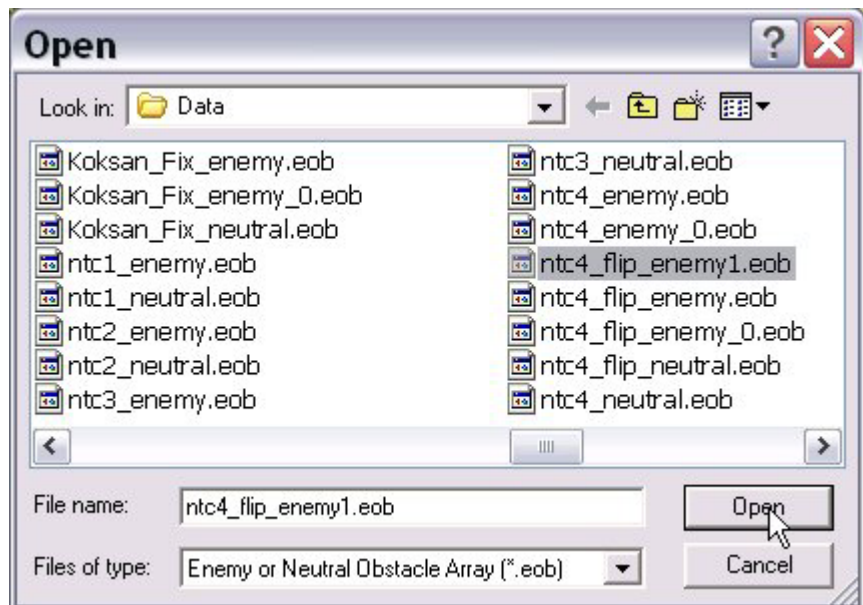 Open
Look in: Data
Koksan_Fix_enemy.eob
Koksan_Fix_enemy_0.eob
Koksan_Fix_neutral.eob
ntc1_enemy.eob
ntc1_neutral.eob
ntc2_enemy.eob
ntc2_neutral.eob
ntc3_enemy.eob
ntc3_neutral.eob
ntc4_enemy.eob
ntc4_enemy_0.eob
ntc4_flip_enemy1.eob
ntc4_flip_enemy.eob
ntc4_flip_enemy_0.eob
ntc4_flip_neutral.eob
ntc4_neutral.eob
File name: ntc4_flip_enemy1.eob Open
Files of type: Enemy or Neutral Obstacle Array (*.eob) Cancel